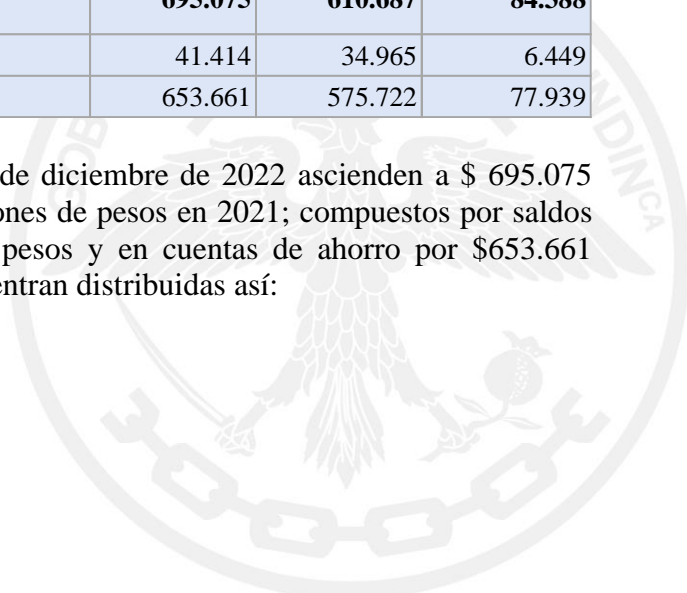 695.075 610.687 84.388
41.414 34.965 6.449
653.661 575.722 77.939
de diciembre de 2022 ascienden a $ 695.075
ones de pesos en 2021; compuestos por saldos
pesos y en cuentas de ahorro por $653.661
entran distribuidas así: